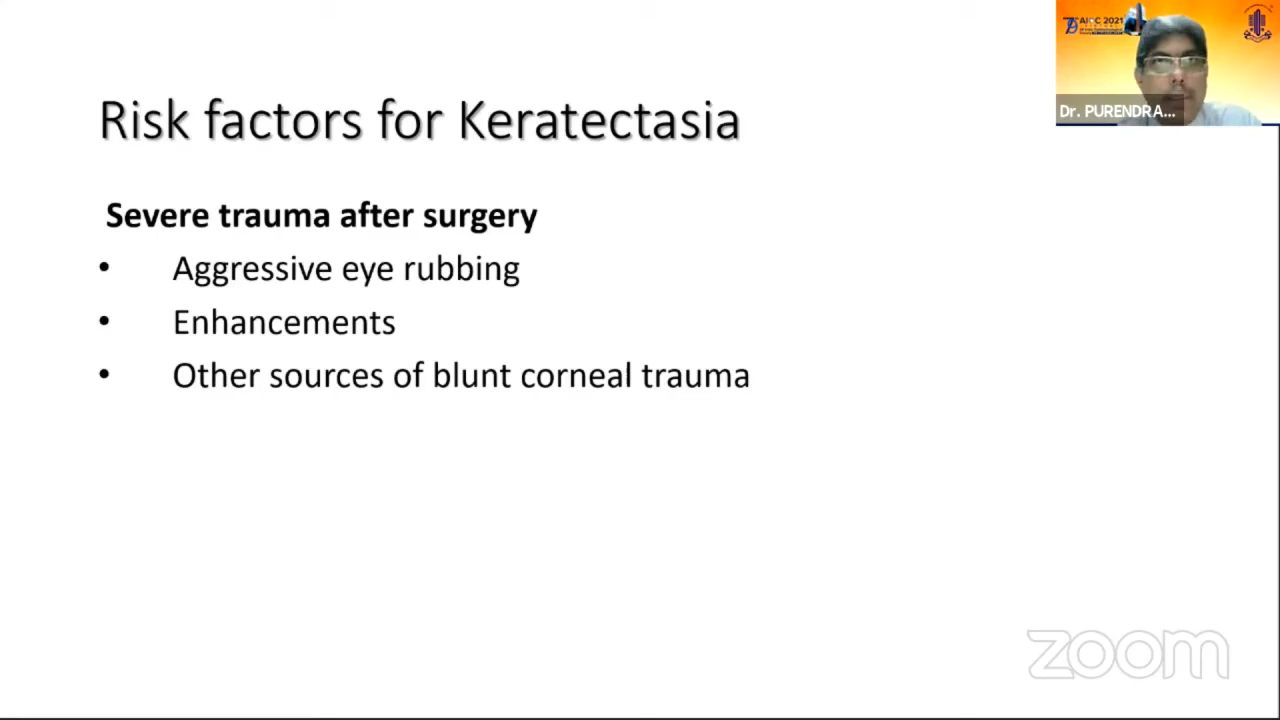 AIOC 2021
Dr. PURENDRA...
Risk factors for Keratectasia
Severe trauma after surgery
• Aggressive eye rubbing
• Enhancements
• Other sources of blunt corneal trauma
zoom